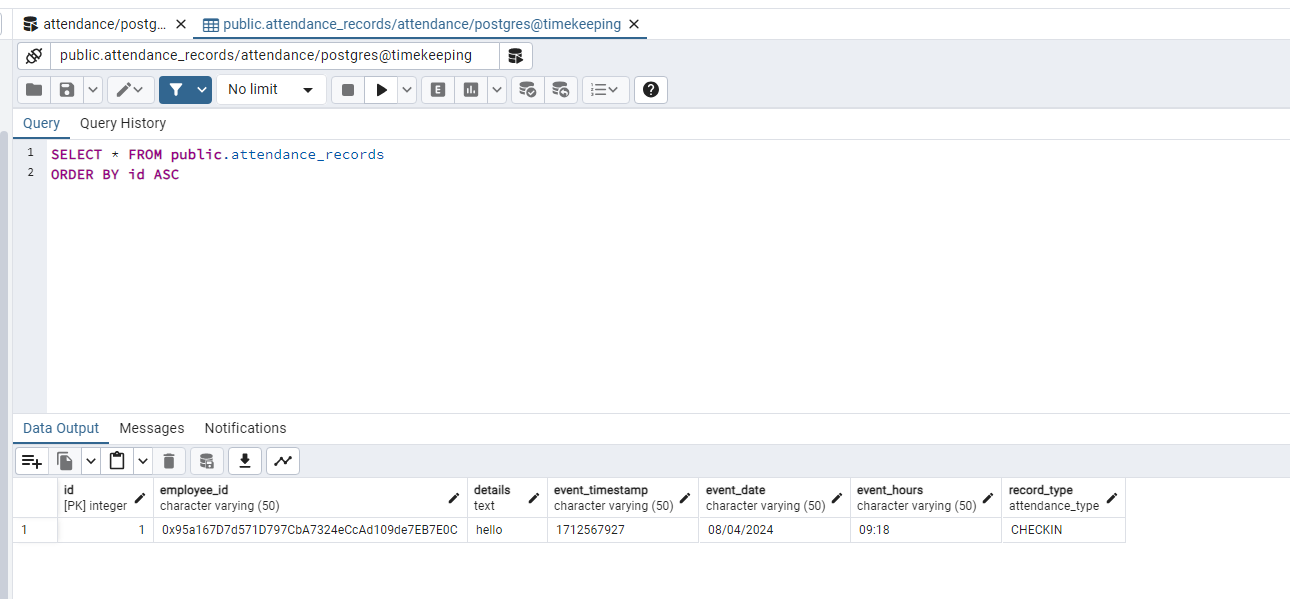 attendance/postg...
public.attendance_records/attendance/postgres@timekeeping
public.attendance_records/attendance/postgres@timekeeping
No limit
E
Query Query History
1 SELECT * FROM public.attendance_records
2 ORDER BY id ASC
Data Output Messages Notifications
id employee_id details event_timestamp event_date event_hours record_type
[PK] integer character varying (50) text character varying (50) character varying (50) character varying (50) attendance_type
1 1 0x95a167D7d571D797CbA7324eCcAd109de7EB7E0C hello 1712567927 08/04/2024 09:18 CHECKIN